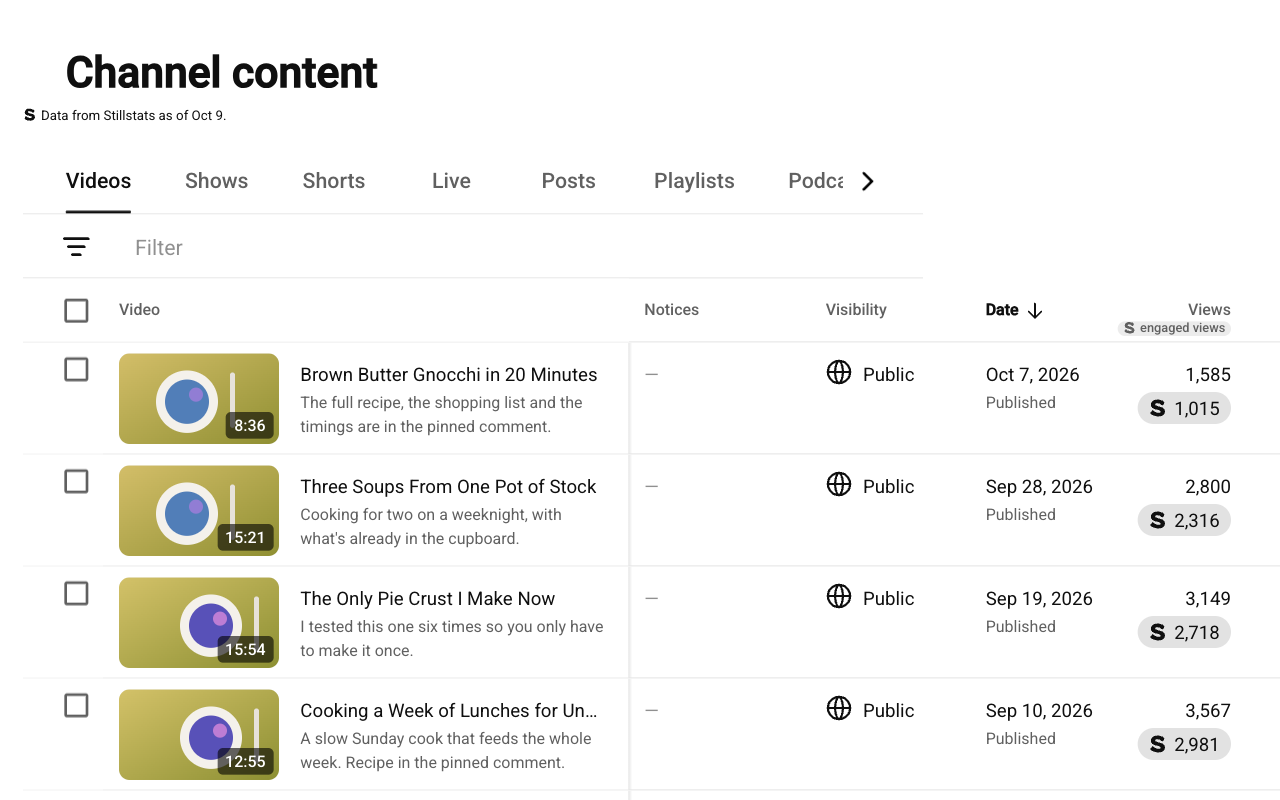 Channel content
S Data from Stillstats as of Oct 9.
Videos Shows Shorts Live Posts Playlists Podca
Filter
Video Notices Visibility Date Views
S engaged views
Brown Butter Gnocchi in 20 Minutes — Public Oct 7, 2026 1,585
The full recipe, the shopping list and the Published
S 1,015
8:36 timings are in the pinned comment.
Three Soups From One Pot of Stock — Public Sep 28, 2026 2,800
Cooking for two on a weeknight, with Published
S 2,316
15:21 what's already in the cupboard.
The Only Pie Crust I Make Now — Public Sep 19, 2026 3,149
I tested this one six times so you only have Published
S 2,718
15:54 to make it once.
Cooking a Week of Lunches for Un… — Public Sep 10, 2026 3,567
A slow Sunday cook that feeds the whole Published
S 2,981
12:55 week. Recipe in the pinned comment.